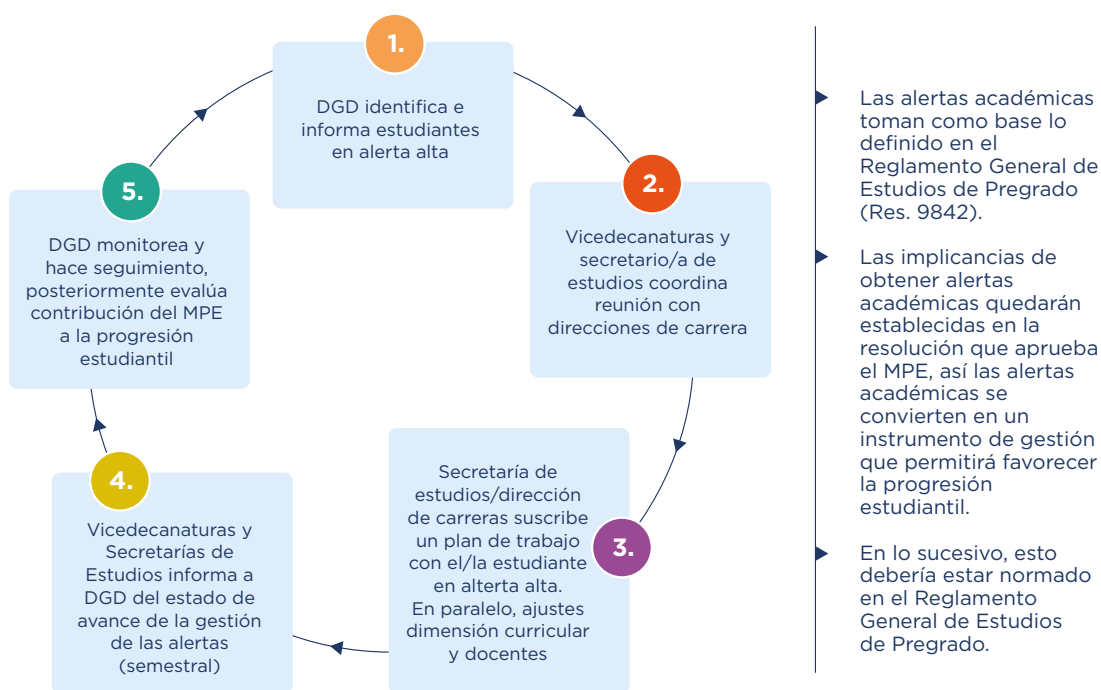 1.
DGD identifica e
informa estudiantes
en alerta alta
2.
Vicedecanaturas y
secretario/a de
estudios coordina
reunión con
direcciones de carrera
3.
Secretaría de
estudios/dirección
de carreras suscribe
un plan de trabajo
con el/la estudiante
en alterta alta.
En paralelo, ajustes
dimensión curricular
y docentes
4.
Vicedecanaturas y
Secretarías de
Estudios informa a
DGD del estado de
avance de la gestión
de las alertas
(semestral)
5.
DGD monitorea y
hace seguimiento,
posteriormente evalúa
contribución del MPE
a la progresión
estudiantil
Las alertas académicas
toman como base lo
definido en el
Reglamento General de
Estudios de Pregrado
(Res. 9842).
Las implicancias de
obtener alertas
académicas quedarán
establecidas en la
resolución que aprueba
el MPE, así las alertas
académicas se
convierten en un
instrumento de gestión
que permitirá favorecer
la progresión
estudiantil.
En lo sucesivo, esto
debería estar normado
en el Reglamento
General de Estudios
de Pregrado.